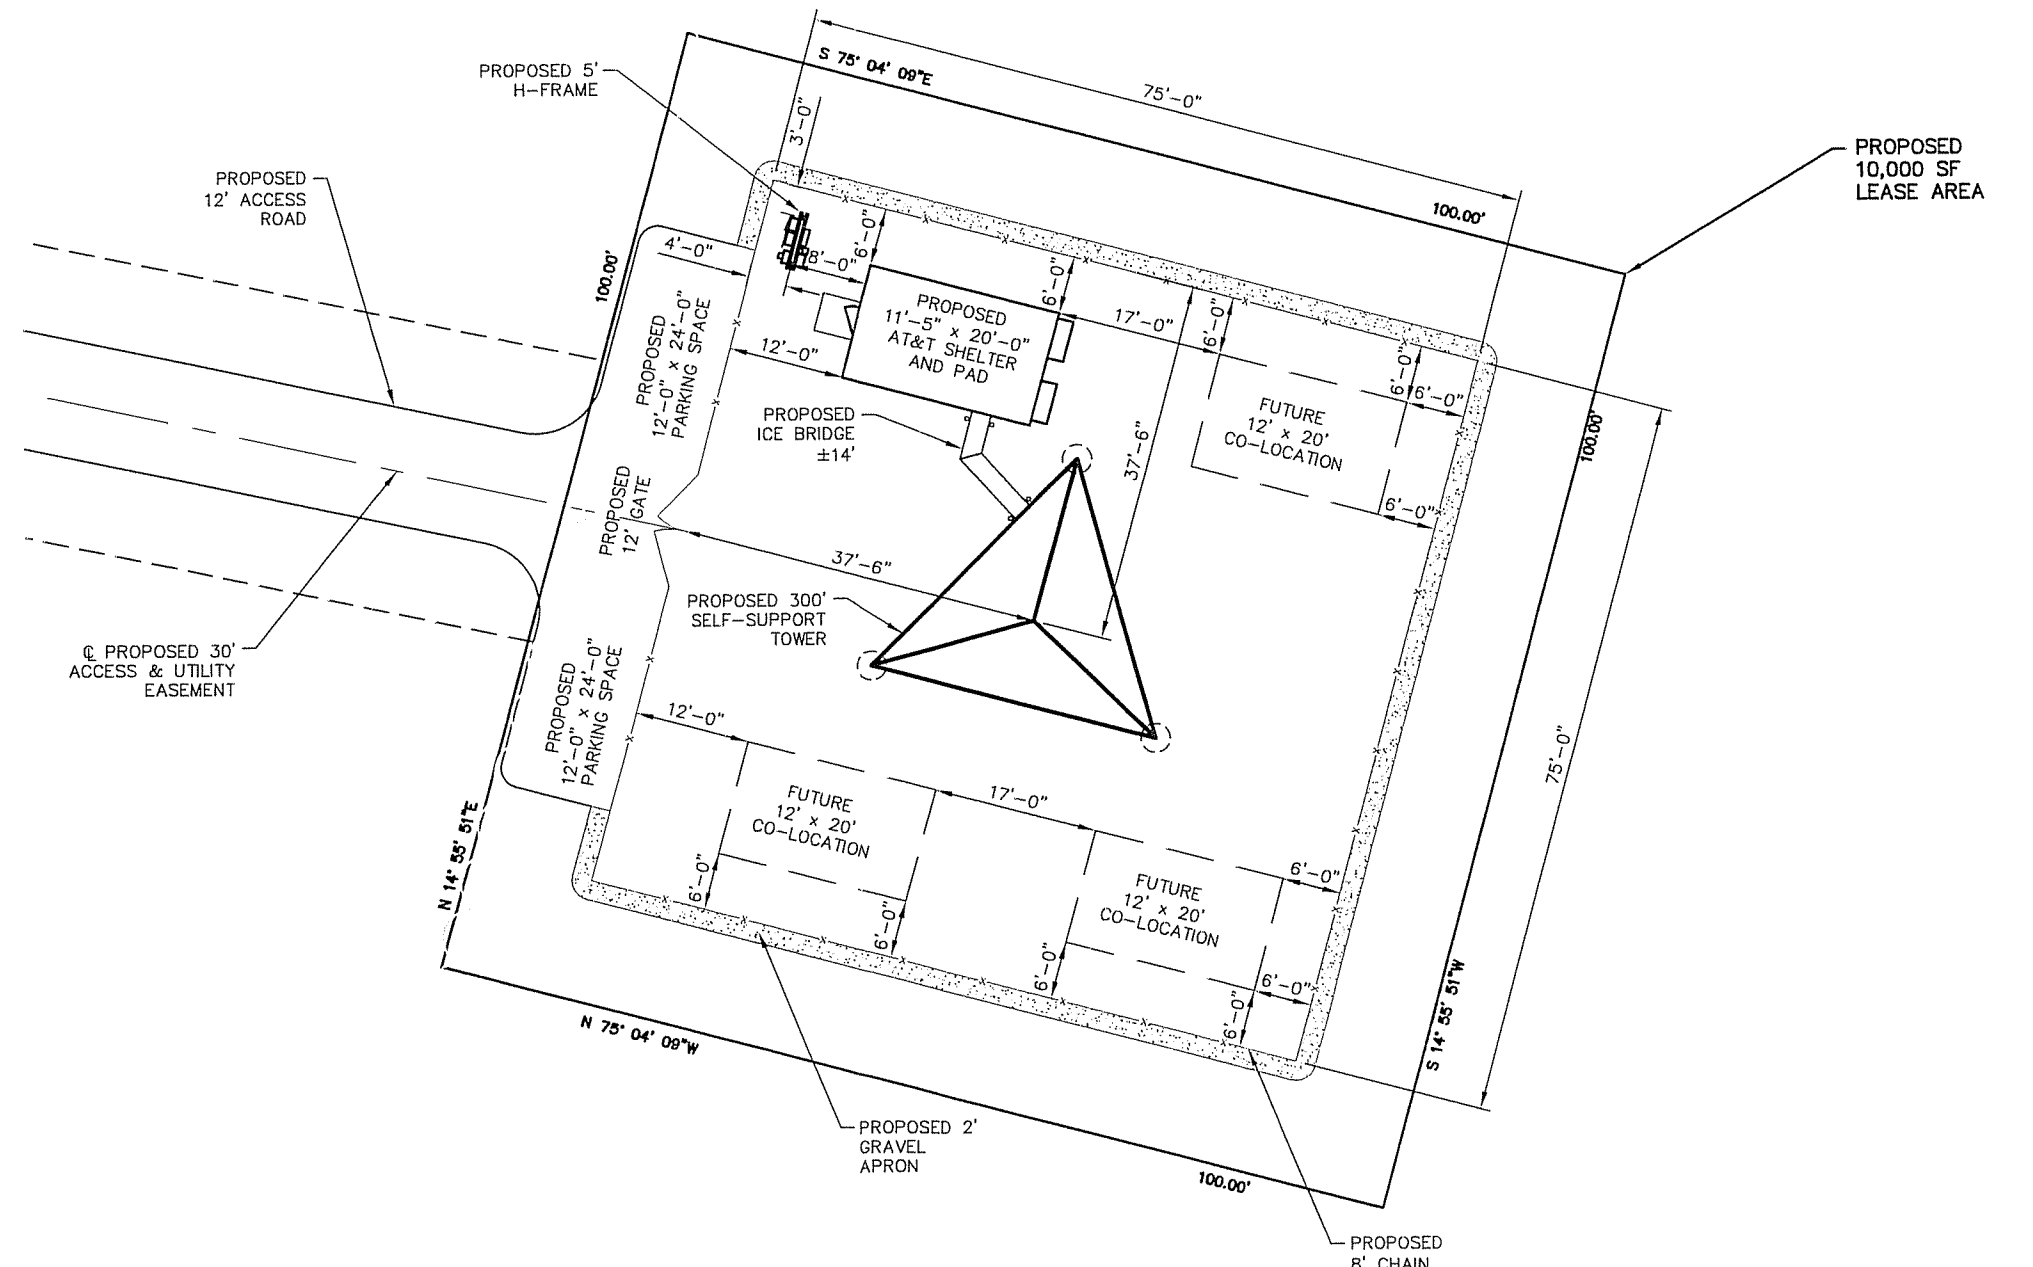 PROPOSED 5'
H-FRAME
S 75° 04' 09"E
75'-0"
3'-0"
PROPOSED
10,000 SF
LEASE AREA
PROPOSED
12' ACCESS
ROAD
100.00'
100.00'
4'-0"
8'-0"
6'-0"
6'-0"
PROPOSED
11'-5" x 20'-0"
AT&T SHELTER
AND PAD
17'-0"
6'-0"
6'-0"
6'-0"
12'-0"
PROPOSED
12'-0" x 24'-0"
PARKING SPACE
PROPOSED
ICE BRIDGE
±14'
37'-6"
FUTURE
12' x 20'
CO-LOCATION
100.00'
6'-0"
PROPOSED
12' GATE
37'-6"
PROPOSED 300'
SELF-SUPPORT
TOWER
℄ PROPOSED 30'
ACCESS & UTILITY
EASEMENT
PROPOSED
12'-0" x 24'-0"
PARKING SPACE
12'-0"
75'-0"
FUTURE
12' x 20'
CO-LOCATION
17'-0"
6'-0"
6'-0"
N 14° 55' 51"E
FUTURE
12' x 20'
CO-LOCATION
6'-0"
6'-0"
6'-0"
6'-0"
S 14° 55' 51"W
N 75° 04' 09"W
PROPOSED 2'
GRAVEL
APRON
100.00'
PROPOSED
8' CHAIN